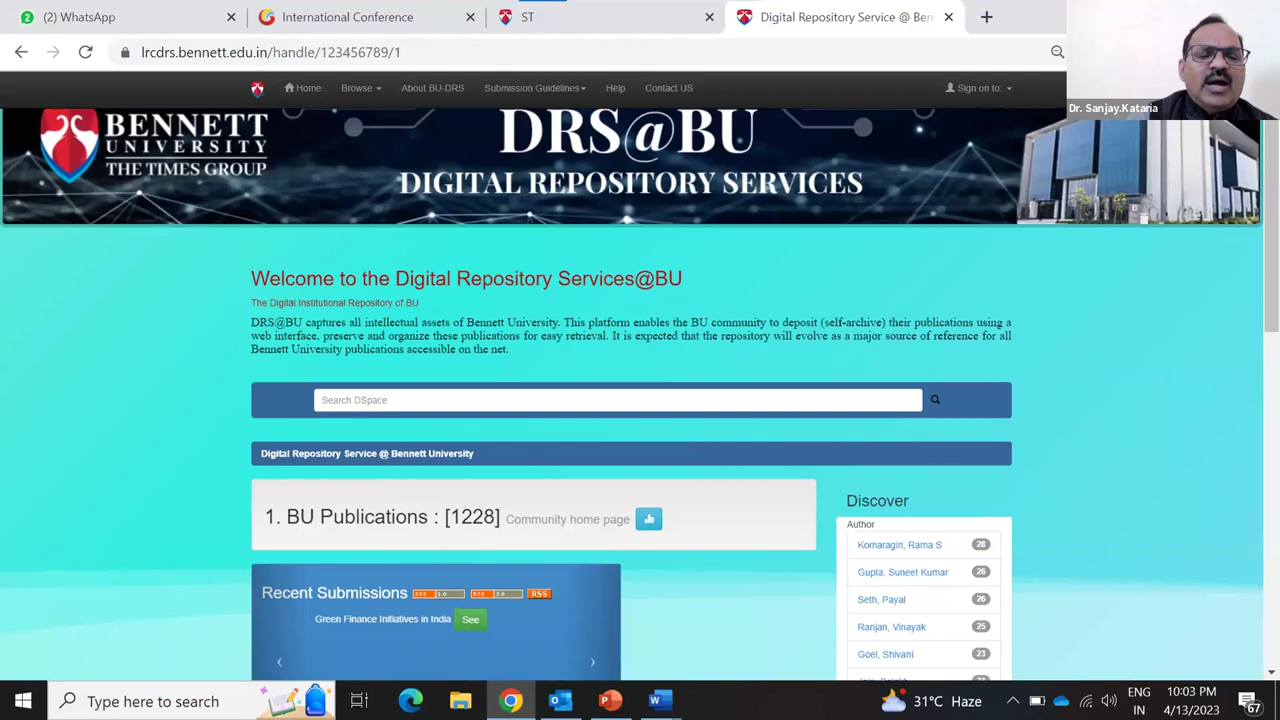 (2) WhatsApp
International Conference
ST
Digital Repository Service @ Ben
lrcdrs.bennett.edu.in/handle/123456789/1
Dr. Sanjay.Kataria
Home
Browse
About BU-DRS
Submission Guidelines
Help
Contact US
Sign on to:
BENNETT
UNIVERSITY
THE TIMES GROUP
DRS@BU
DIGITAL REPOSITORY SERVICES
Welcome to the Digital Repository Services@BU
The Digital Institutional Repository of BU
DRS@BU captures all intellectual assets of Bennett University. This platform enables the BU community to deposit (self-archive) their publications using a
web interface, preserve and organize these publications for easy retrieval. It is expected that the repository will evolve as a major source of reference for all
Bennett University publications accessible on the net.
Search DSpace
Digital Repository Service @ Bennett University
1. BU Publications : [1228] Community home page
Discover
Author
Komaragiri, Rama S 28
Gupta, Suneet Kumar 26
Seth, Payal 26
Ranjan, Vinayak 25
Goel, Shivani 23
Recent Submissions RSS 1.0 RSS 2.0 RSS
Green Finance Initiatives in India See
Type here to search
31°C Haze
ENG
IN
10:03 PM
4/13/2023
67